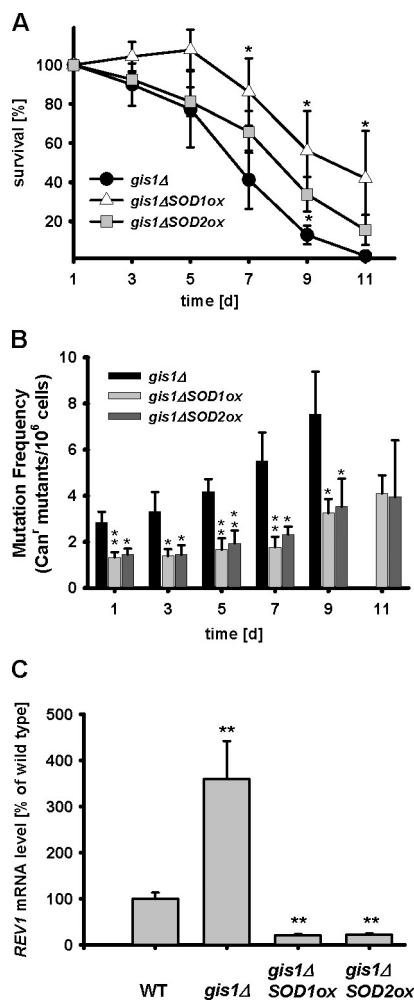 A
survival [%]
100
80
60
40
20
gis1Δ
gis1ΔSOD1ox
gis1ΔSOD2ox
*
*
*
*
1 3 5 7 9 11
time [d]
B
Mutation Frequency
(Canʳ mutants/10⁶ cells)
10
8
6
4
2
0
gis1Δ
gis1ΔSOD1ox
gis1ΔSOD2ox
** * * * ** ** ** * * *
1 3 5 7 9 11
time [d]
C
REV1 mRNA level [% of wild type]
500
400
300
200
100
0
**
** **
WT gis1Δ gis1Δ SOD1ox gis1Δ SOD2ox